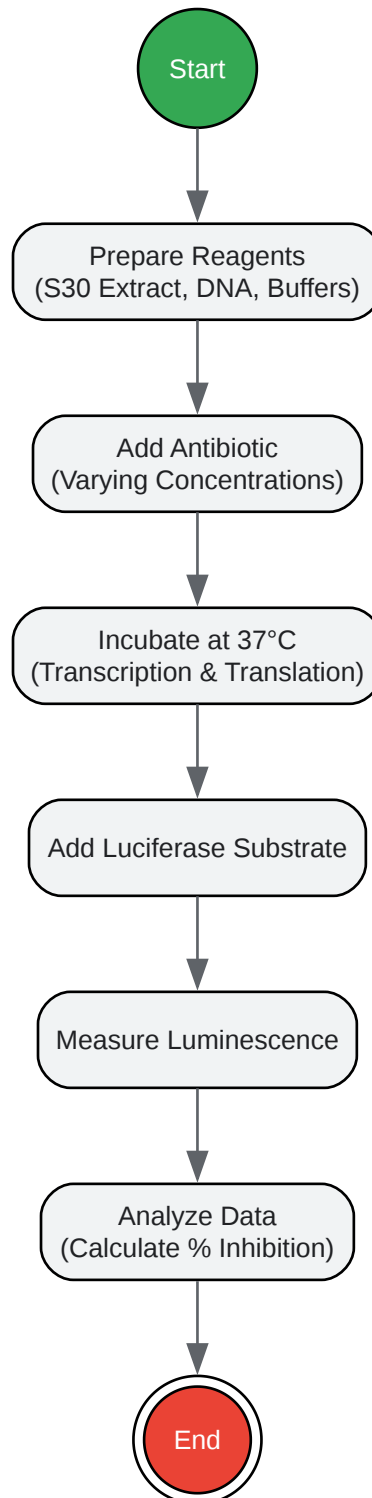 Start
Prepare Reagents
(S30 Extract, DNA, Buffers)
Add Antibiotic
(Varying Concentrations)
Incubate at 37°C
(Transcription & Translation)
Add Luciferase Substrate
Measure Luminescence
Analyze Data
(Calculate % Inhibition)
End